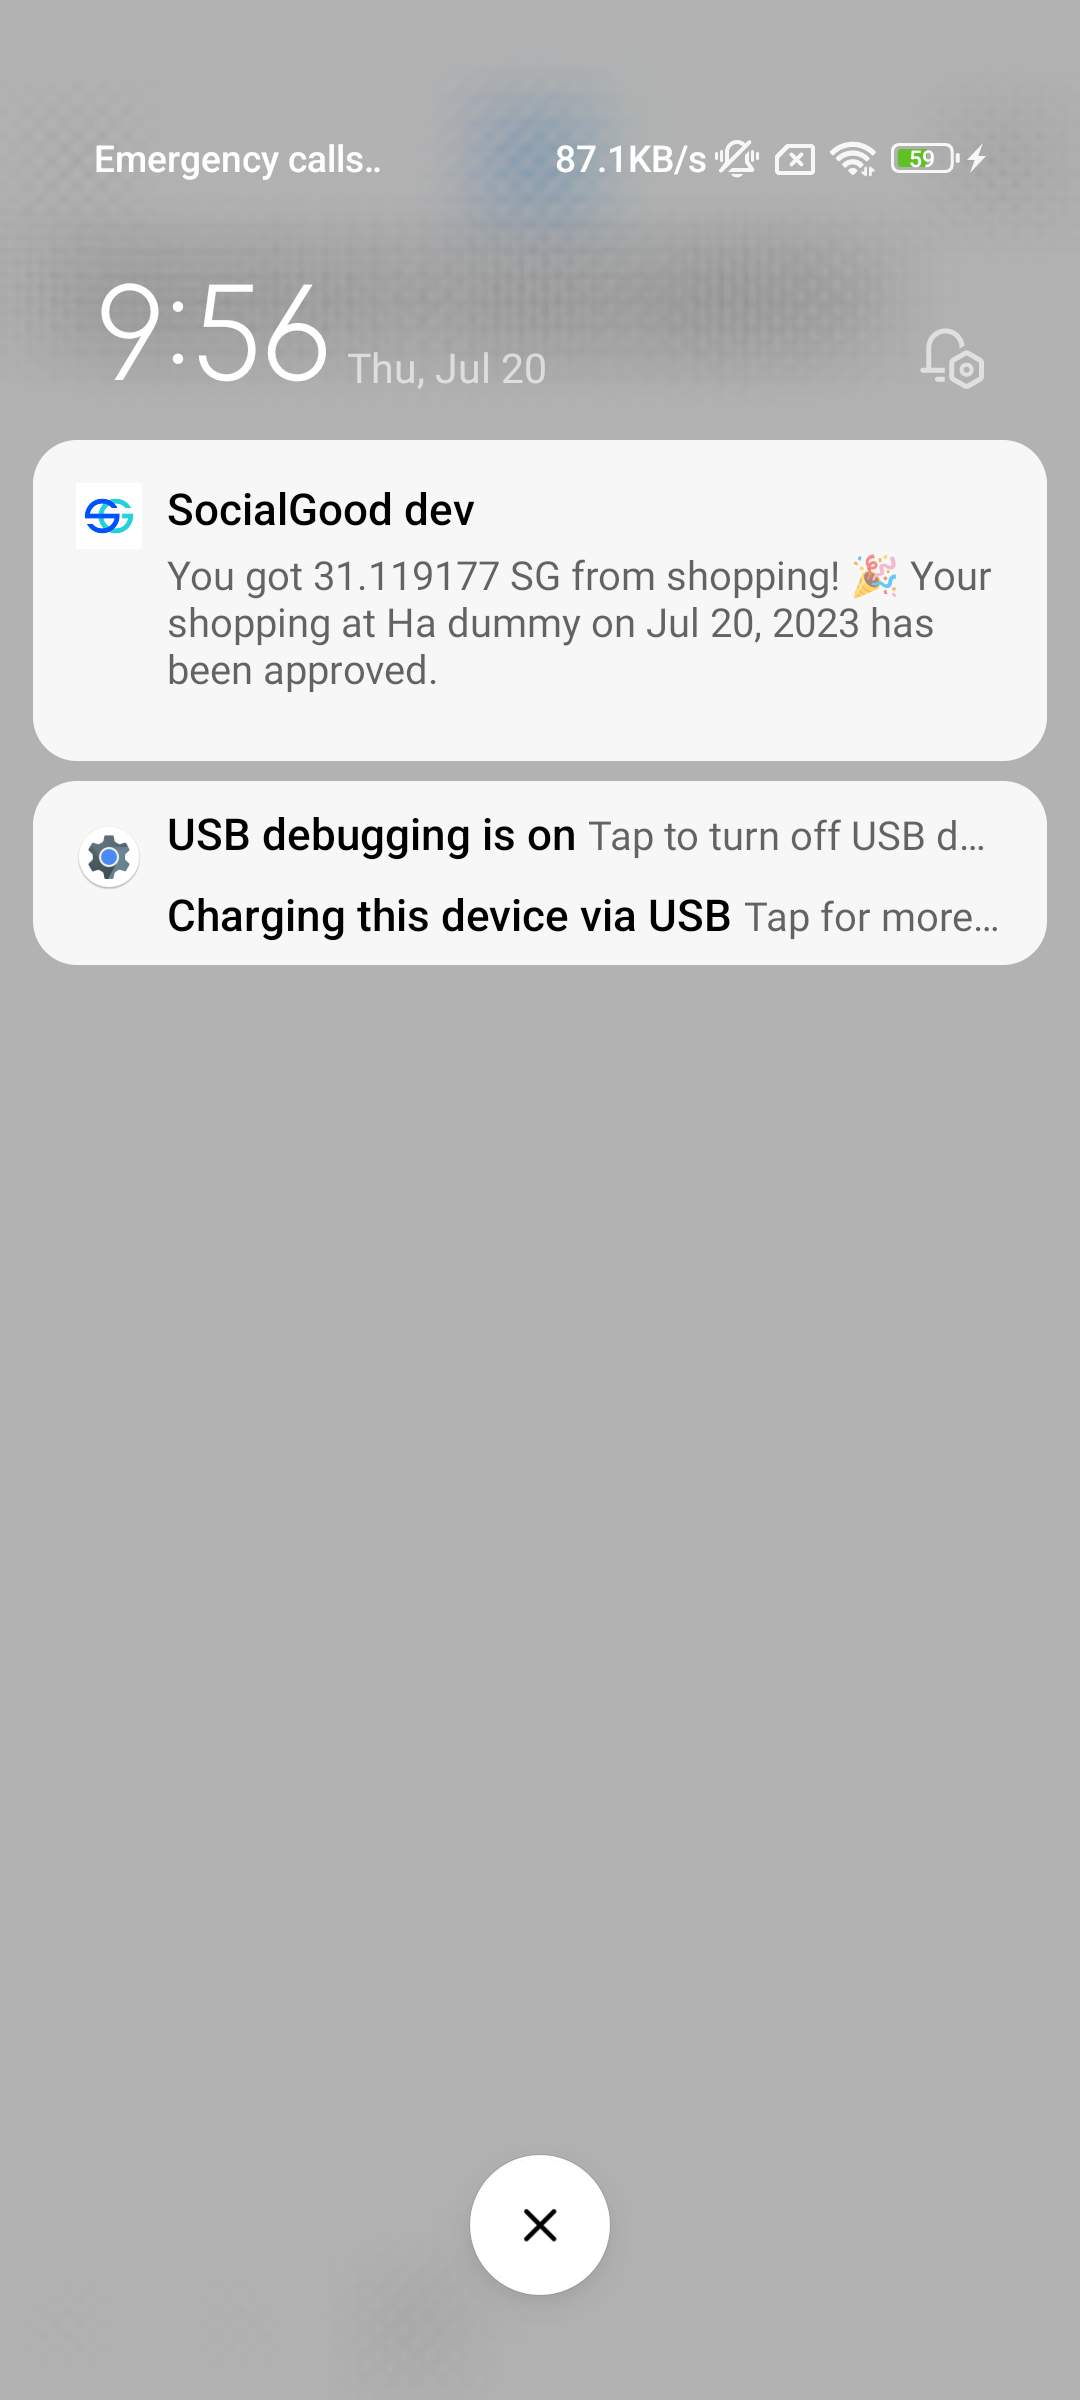 Emergency calls.. 87.1KB/s 59
9:56 Thu, Jul 20
SocialGood dev
You got 31.119177 SG from shopping! 🎉 Your
shopping at Ha dummy on Jul 20, 2023 has
been approved.
USB debugging is on Tap to turn off USB d…
Charging this device via USB Tap for more…